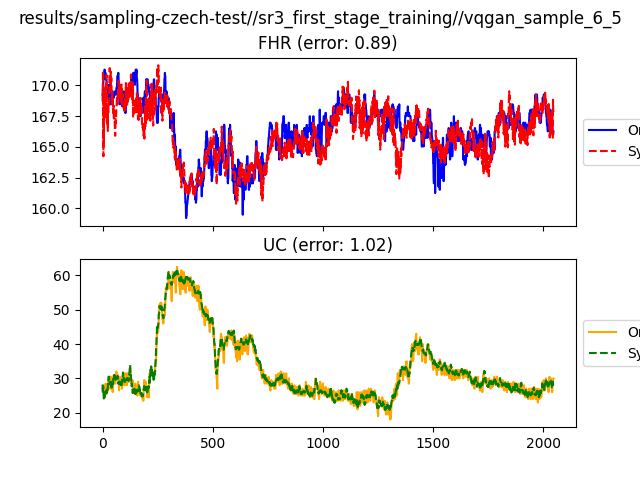 results/sampling-czech-test//sr3_first_stage_training//vqgan_sample_6_5
FHR (error: 0.89)
170.0
167.5
165.0
162.5
160.0
Or
Sy
UC (error: 1.02)
60
50
40
30
20
Or
Sy
0
500
1000
1500
2000